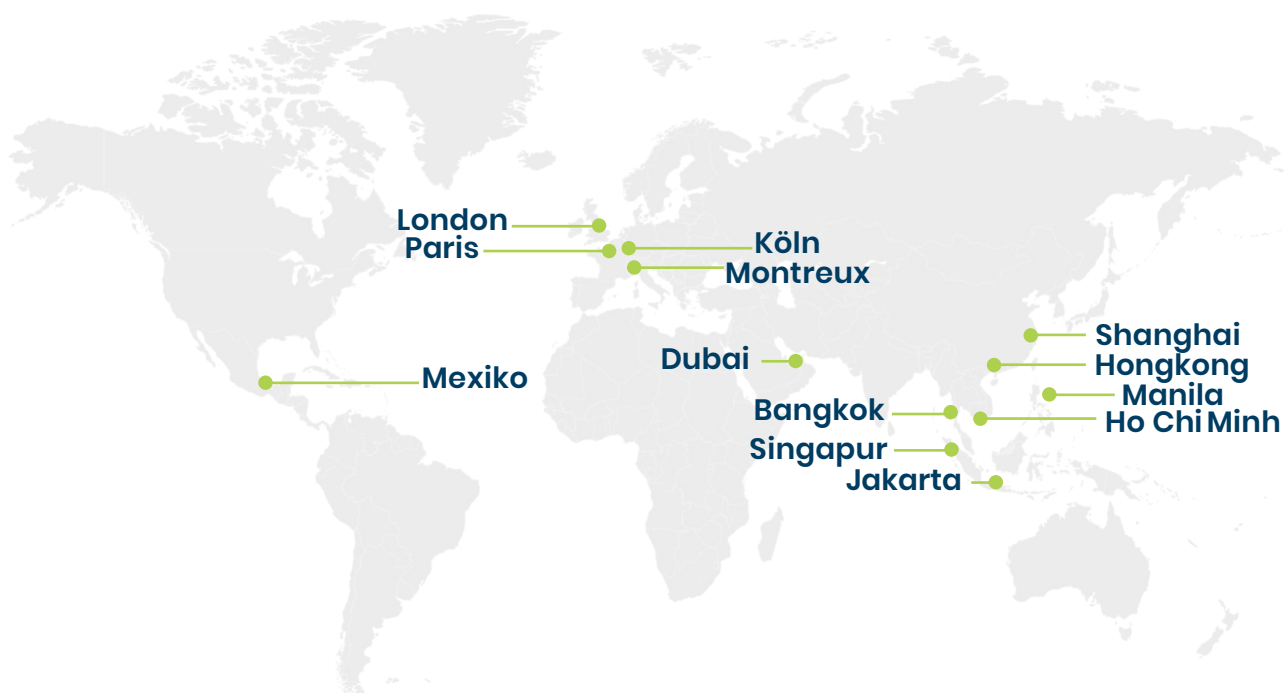 London
Paris
Köln
Montreux
Shanghai
Hongkong
Manila
Ho Chi Minh
Dubai
Mexiko
Bangkok
Singapur
Jakarta